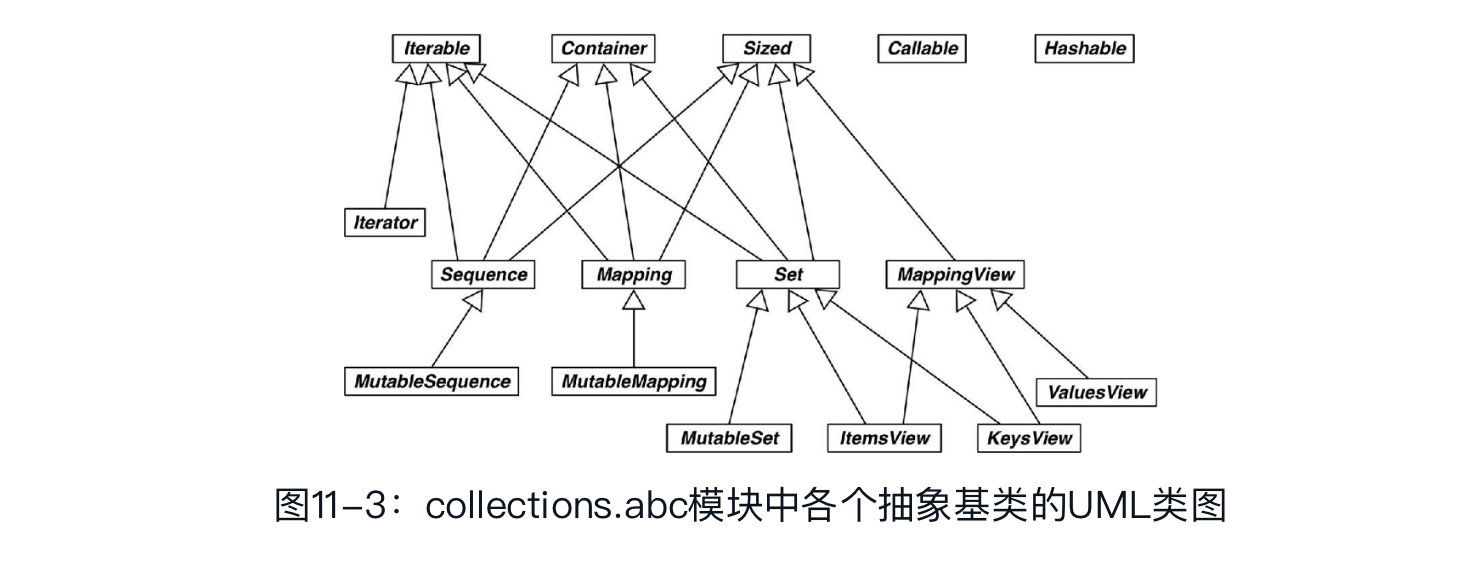 Iterable Container Sized Callable Hashable
Iterator
Sequence Mapping Set MappingView
MutableSequence MutableMapping
ValuesView
MutableSet ItemsView KeysView
图11-3：collections.abc模块中各个抽象基类的UML类图